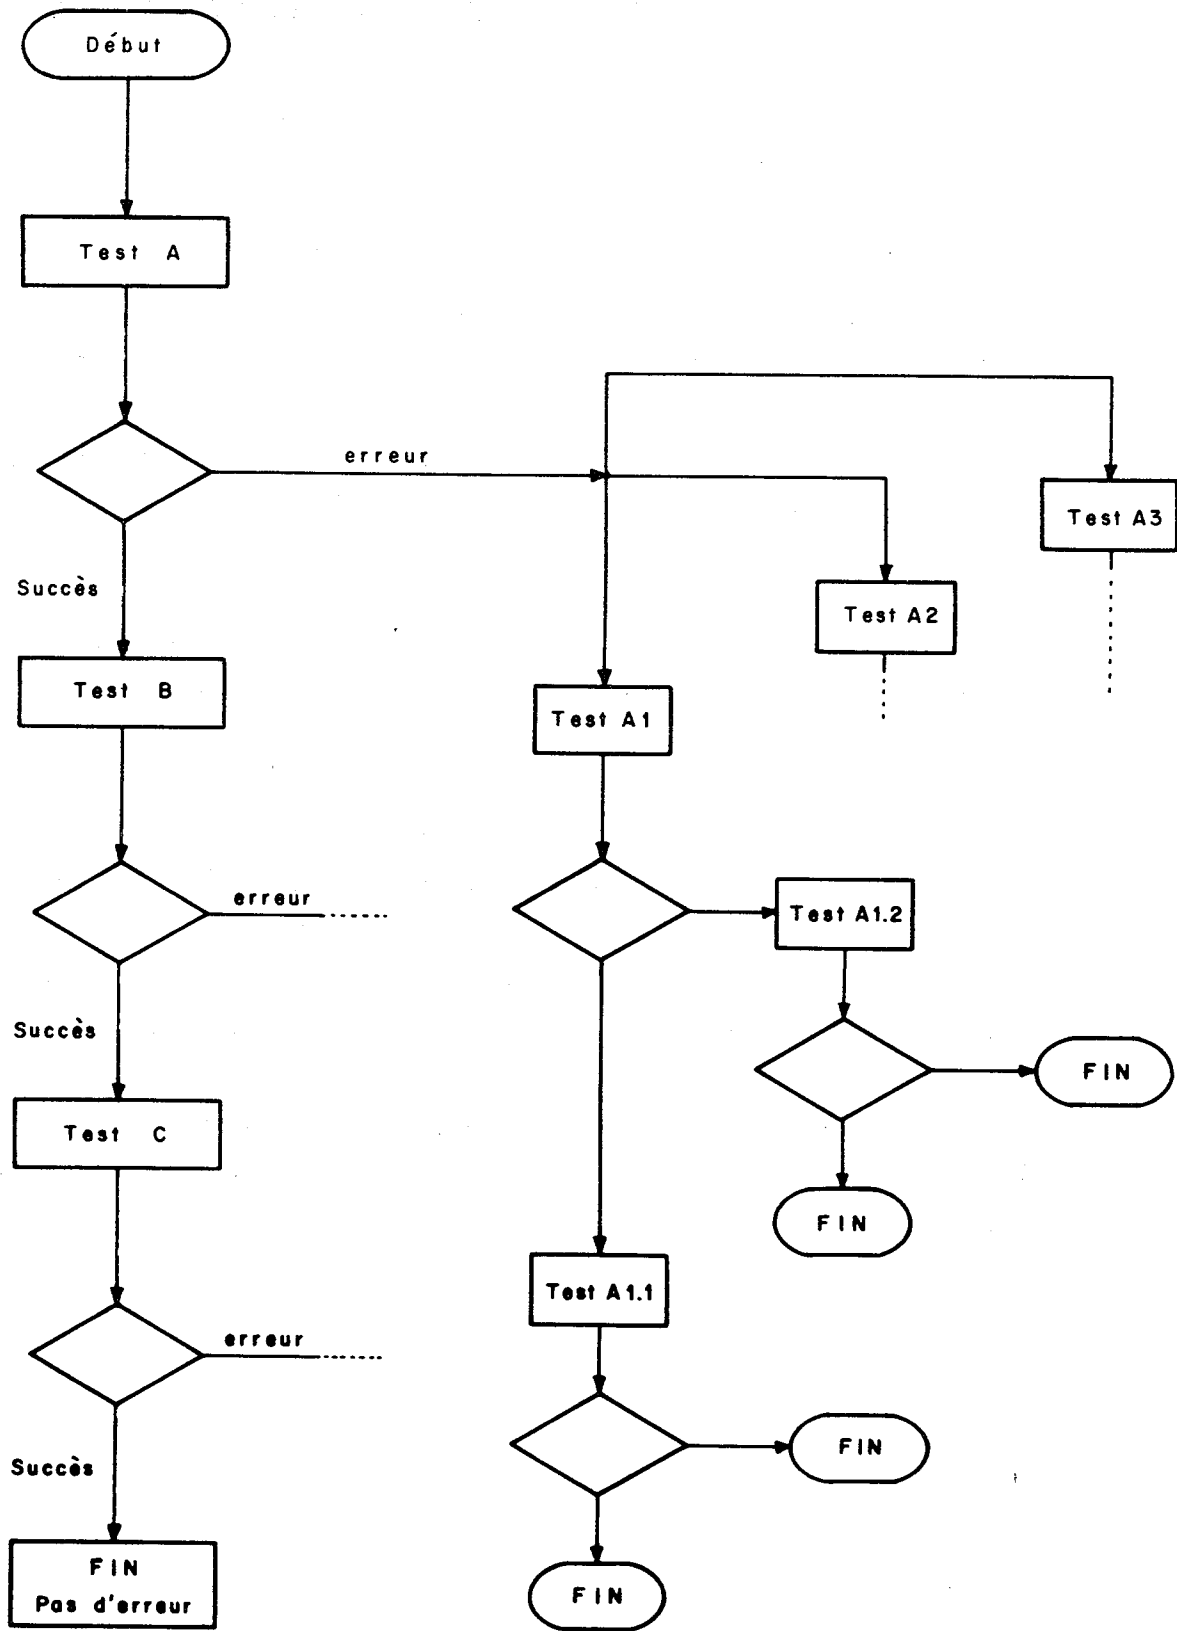 Début
Test A
erreur
Test A3
Succès
Test A2
Test B
Test A1
erreur
Test A1.2
Succès
FIN
Test C
FIN
Test A1.1
erreur
FIN
Succès
FIN
Pas d'erreur
FIN